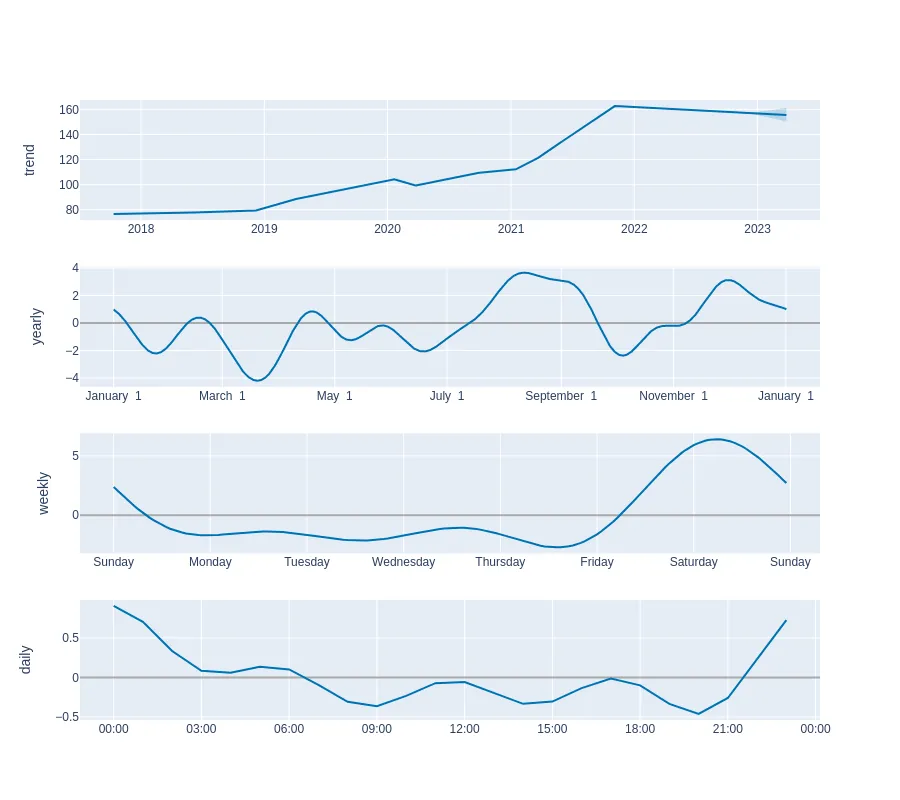 trend
160
140
120
100
80
2018 2019 2020 2021 2022 2023
yearly
4
2
0
−2
−4
January 1 March 1 May 1 July 1 September 1 November 1 January 1
weekly
5
0
Sunday Monday Tuesday Wednesday Thursday Friday Saturday Sunday
daily
0.5
0
−0.5
00:00 03:00 06:00 09:00 12:00 15:00 18:00 21:00 00:00